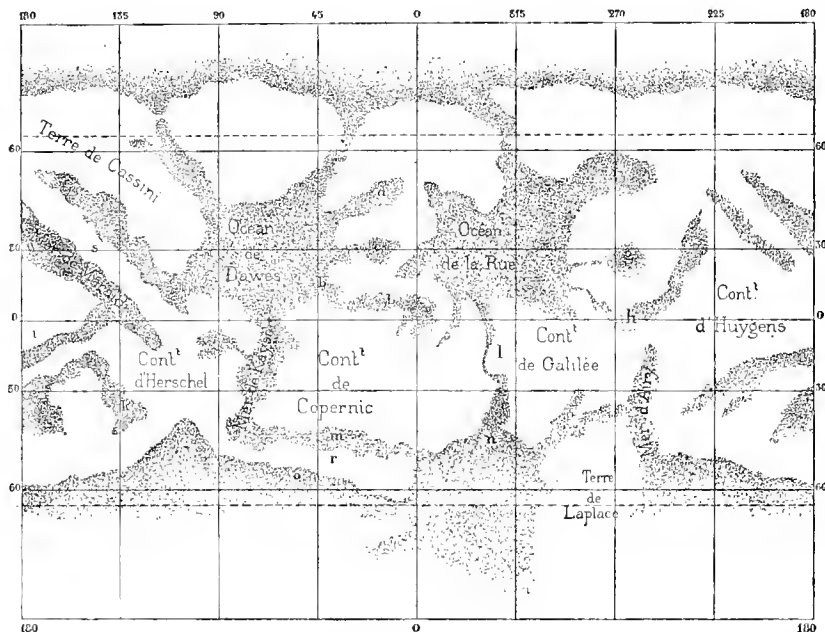 180 135 90 45 0 315 270 225 180
60 60
Terre de Cassini
a
Océan
de
Dawes
Océan
de la Rue
30 30
s
b
h
Cont.t
d'Huygens
0 0
i
Cont.t
d'Herschel
Cont.t
de
Copernic
l
Cont.t
de Galilée
30 30
k
Mer d'Airy
m
n
r
o
60 60
Terre
de
Laplace
180 0 180